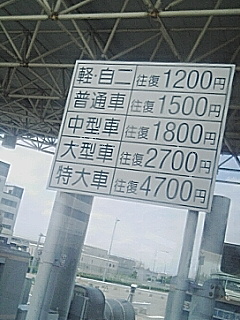 軽・自二 往復1200円
普通車 往復1500円
中型車 往復1800円
大型車 往復2700円
特大車 往復4700円